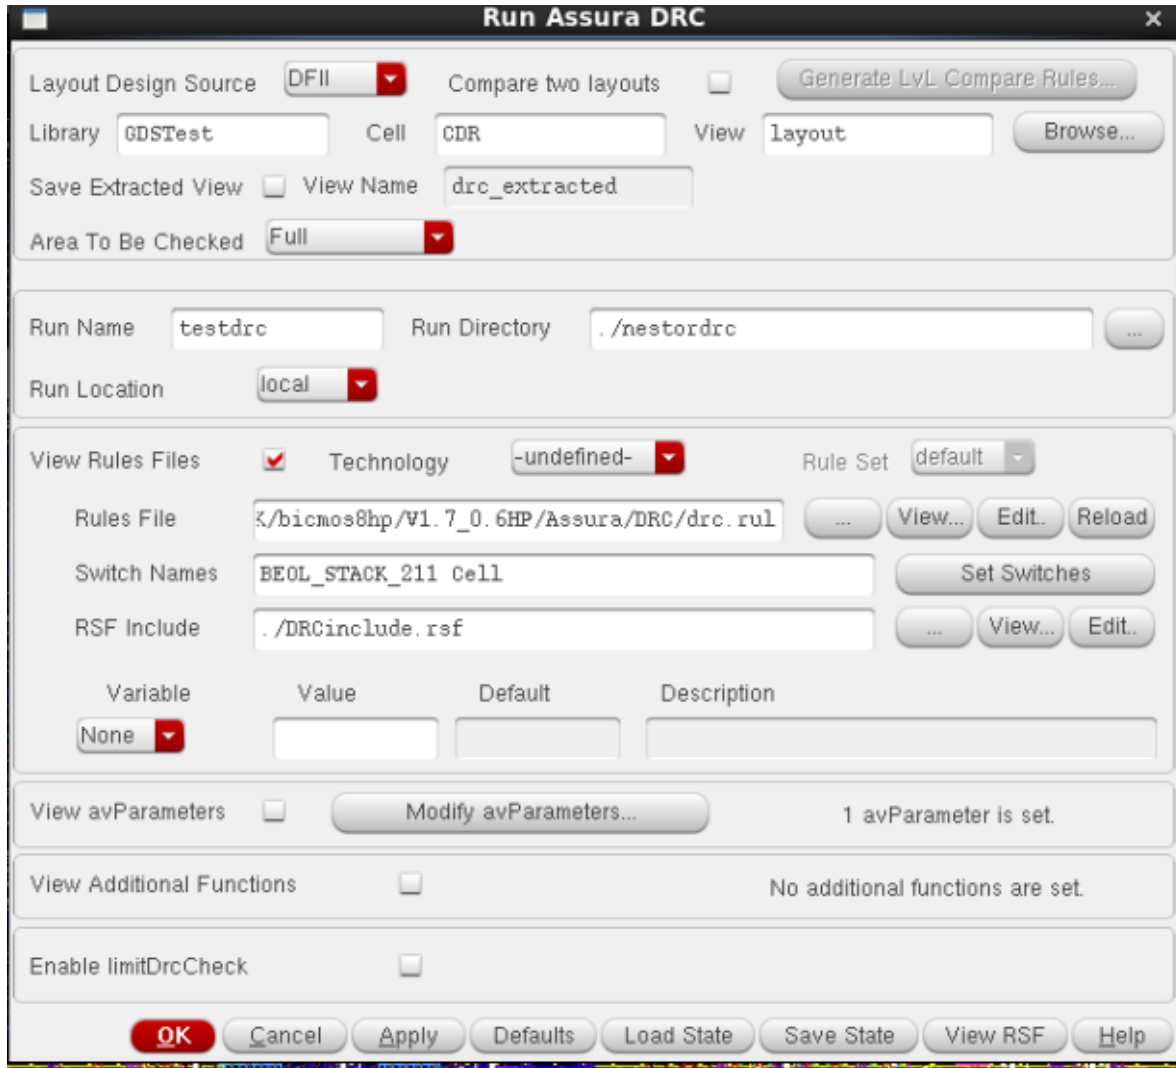 Run Assura DRC
Layout Design Source DFII Compare two layouts Generate LvL Compare Rules...
Library GDSTest Cell CDR View layout Browse...
Save Extracted View View Name drc_extracted
Area To Be Checked Full
Run Name testdrc Run Directory ./nestordrc ...
Run Location local
View Rules Files Technology -undefined- Rule Set default
Rules File /bicmos8hp/V1.7_0.6HP/Assura/DRC/drc.rul ... View... Edit.. Reload
Switch Names BEOL_STACK_211 Cell Set Switches
RSF Include ./DRCinclude.rsf ... View... Edit..
Variable Value Default Description
None
View avParameters Modify avParameters... 1 avParameter is set.
View Additional Functions No additional functions are set.
Enable limitDrcCheck
OK Cancel Apply Defaults Load State Save State View RSF Help